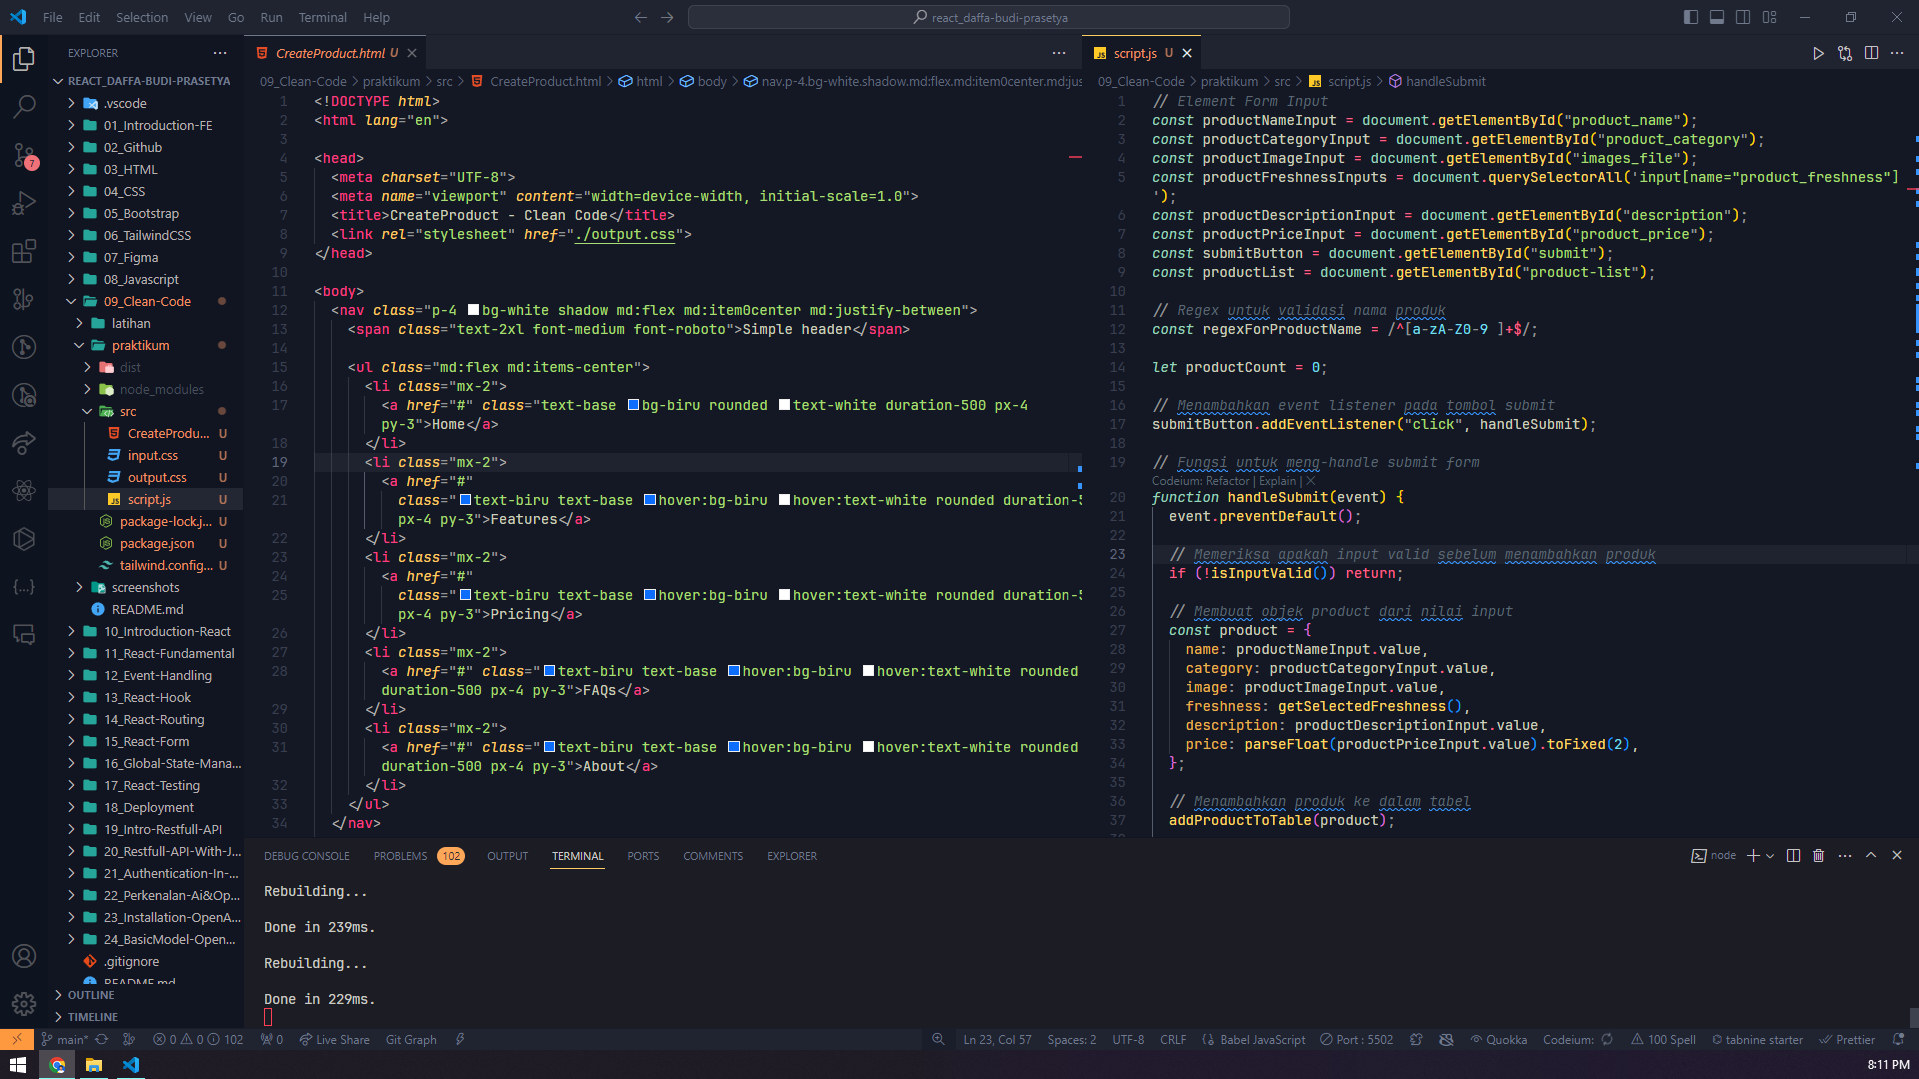 File Edit Selection View Go Run Terminal Help
react_daffa-budi-prasetya
EXPLORER
REACT_DAFFA-BUDI-PRASETYA
.vscode
01_Introduction-FE
02_Github
03_HTML
04_CSS
05_Bootstrap
06_TailwindCSS
07_Figma
08_Javascript
09_Clean-Code
latihan
praktikum
dist
node_modules
src
CreateProdu... U
input.css U
output.css U
script.js U
package-lock.j... U
package.json U
tailwind.config... U
screenshots
README.md
10_Introduction-React
11_React-Fundamental
12_Event-Handling
13_React-Hook
14_React-Routing
15_React-Form
16_Global-State-Mana...
17_React-Testing
18_Deployment
19_Intro-Restfull-API
20_Restfull-API-With-J...
21_Authentication-In-...
22_Perkenalan-Ai&Op...
23_Installation-OpenA...
24_BasicModel-Open...
.gitignore
README.md
OUTLINE
TIMELINE
7
CreateProduct.html U
09_Clean-Code > praktikum > src > CreateProduct.html > html > body > nav.p-4.bg-white.shadow.md:flex.md:item0center.md:jus
1 <!DOCTYPE html>
2 <html lang="en">
3
4 <head>
5 <meta charset="UTF-8">
6 <meta name="viewport" content="width=device-width, initial-scale=1.0">
7 <title>CreateProduct - Clean Code</title>
8 <link rel="stylesheet" href="./output.css">
9 </head>
10
11 <body>
12 <nav class="p-4 bg-white shadow md:flex md:item0center md:justify-between">
13 <span class="text-2xl font-medium font-roboto">Simple header</span>
14
15 <ul class="md:flex md:items-center">
16 <li class="mx-2">
17 <a href="#" class="text-base bg-biru rounded text-white duration-500 px-4
py-3">Home</a>
18 </li>
19 <li class="mx-2">
20 <a href="#"
21 class="text-biru text-base hover:bg-biru hover:text-white rounded duration-5
px-4 py-3">Features</a>
22 </li>
23 <li class="mx-2">
24 <a href="#"
25 class="text-biru text-base hover:bg-biru hover:text-white rounded duration-5
px-4 py-3">Pricing</a>
26 </li>
27 <li class="mx-2">
28 <a href="#" class="text-biru text-base hover:bg-biru hover:text-white rounded
duration-500 px-4 py-3">FAQs</a>
29 </li>
30 <li class="mx-2">
31 <a href="#" class="text-biru text-base hover:bg-biru hover:text-white rounded
duration-500 px-4 py-3">About</a>
32 </li>
33 </ul>
34 </nav>
script.js U
09_Clean-Code > praktikum > src > script.js > handleSubmit
1 // Element Form Input
2 const productNameInput = document.getElementById("product_name");
3 const productCategoryInput = document.getElementById("product_category");
4 const productImageInput = document.getElementById("images_file");
5 const productFreshnessInputs = document.querySelectorAll('input[name="product_freshness"]
');
6 const productDescriptionInput = document.getElementById("description");
7 const productPriceInput = document.getElementById("product_price");
8 const submitButton = document.getElementById("submit");
9 const productList = document.getElementById("product-list");
10
11 // Regex untuk validasi nama produk
12 const regexForProductName = /^[a-zA-Z0-9 ]+$/;
13
14 let productCount = 0;
15
16 // Menambahkan event listener pada tombol submit
17 submitButton.addEventListener("click", handleSubmit);
18
19 // Fungsi untuk meng-handle submit form
Codeium: Refactor | Explain | X
20 function handleSubmit(event) {
21 event.preventDefault();
22
23 // Memeriksa apakah input valid sebelum menambahkan produk
24 if (!isInputValid()) return;
25
26 // Membuat objek product dari nilai input
27 const product = {
28 name: productNameInput.value,
29 category: productCategoryInput.value,
30 image: productImageInput.value,
31 freshness: getSelectedFreshness(),
32 description: productDescriptionInput.value,
33 price: parseFloat(productPriceInput.value).toFixed(2),
34 };
35
36 // Menambahkan produk ke dalam tabel
37 addProductToTable(product);
38
DEBUG CONSOLE PROBLEMS 102 OUTPUT TERMINAL PORTS COMMENTS EXPLORER
node
Rebuilding...
Done in 239ms.
Rebuilding...
Done in 229ms.
main* 0 0 102 0 Live Share Git Graph
Ln 23, Col 57 Spaces: 2 UTF-8 CRLF Babel JavaScript Port : 5502 Quokka Codeium: 100 Spell tabnine starter Prettier
8:11 PM